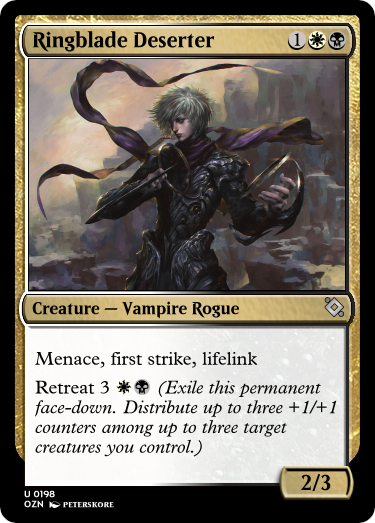 Ringblade Deserter 1
Creature — Vampire Rogue
Menace, first strike, lifelink
Retreat 3 (Exile this permanent
face-down. Distribute up to three +1/+1
counters among up to three target
creatures you control.)
2/3
U 0198
OZN PETERSKORE